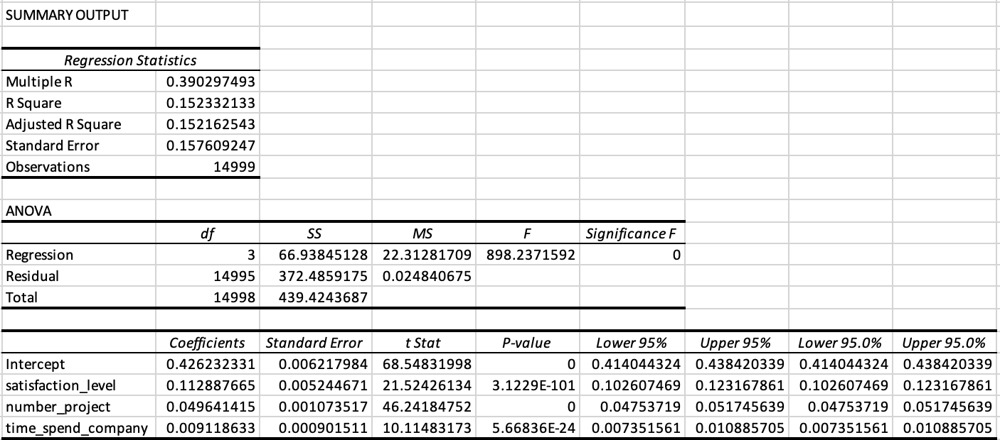 SUMMARY OUTPUT
Regression Statistics
Multiple R 0.390297493
R Square 0.152332133
Adjusted R Square 0.152162543
Standard Error 0.157609247
Observations 14999
ANOVA
df SS MS F Significance F
Regression 3 66.93845128 22.31281709 898.2371592 0
Residual 14995 372.4859175 0.024840675
Total 14998 439.4243687
Coefficients Standard Error t Stat P-value Lower 95% Upper 95% Lower 95.0% Upper 95.0%
Intercept 0.426232331 0.006217984 68.54831998 0 0.414044324 0.438420339 0.414044324 0.438420339
satisfaction_level 0.112887665 0.005244671 21.52426134 3.1229E-101 0.102607469 0.123167861 0.102607469 0.123167861
number_project 0.049641415 0.001073517 46.24184752 0 0.04753719 0.051745639 0.04753719 0.051745639
time_spend_company 0.009118633 0.000901511 10.11483173 5.66836E-24 0.007351561 0.010885705 0.007351561 0.010885705